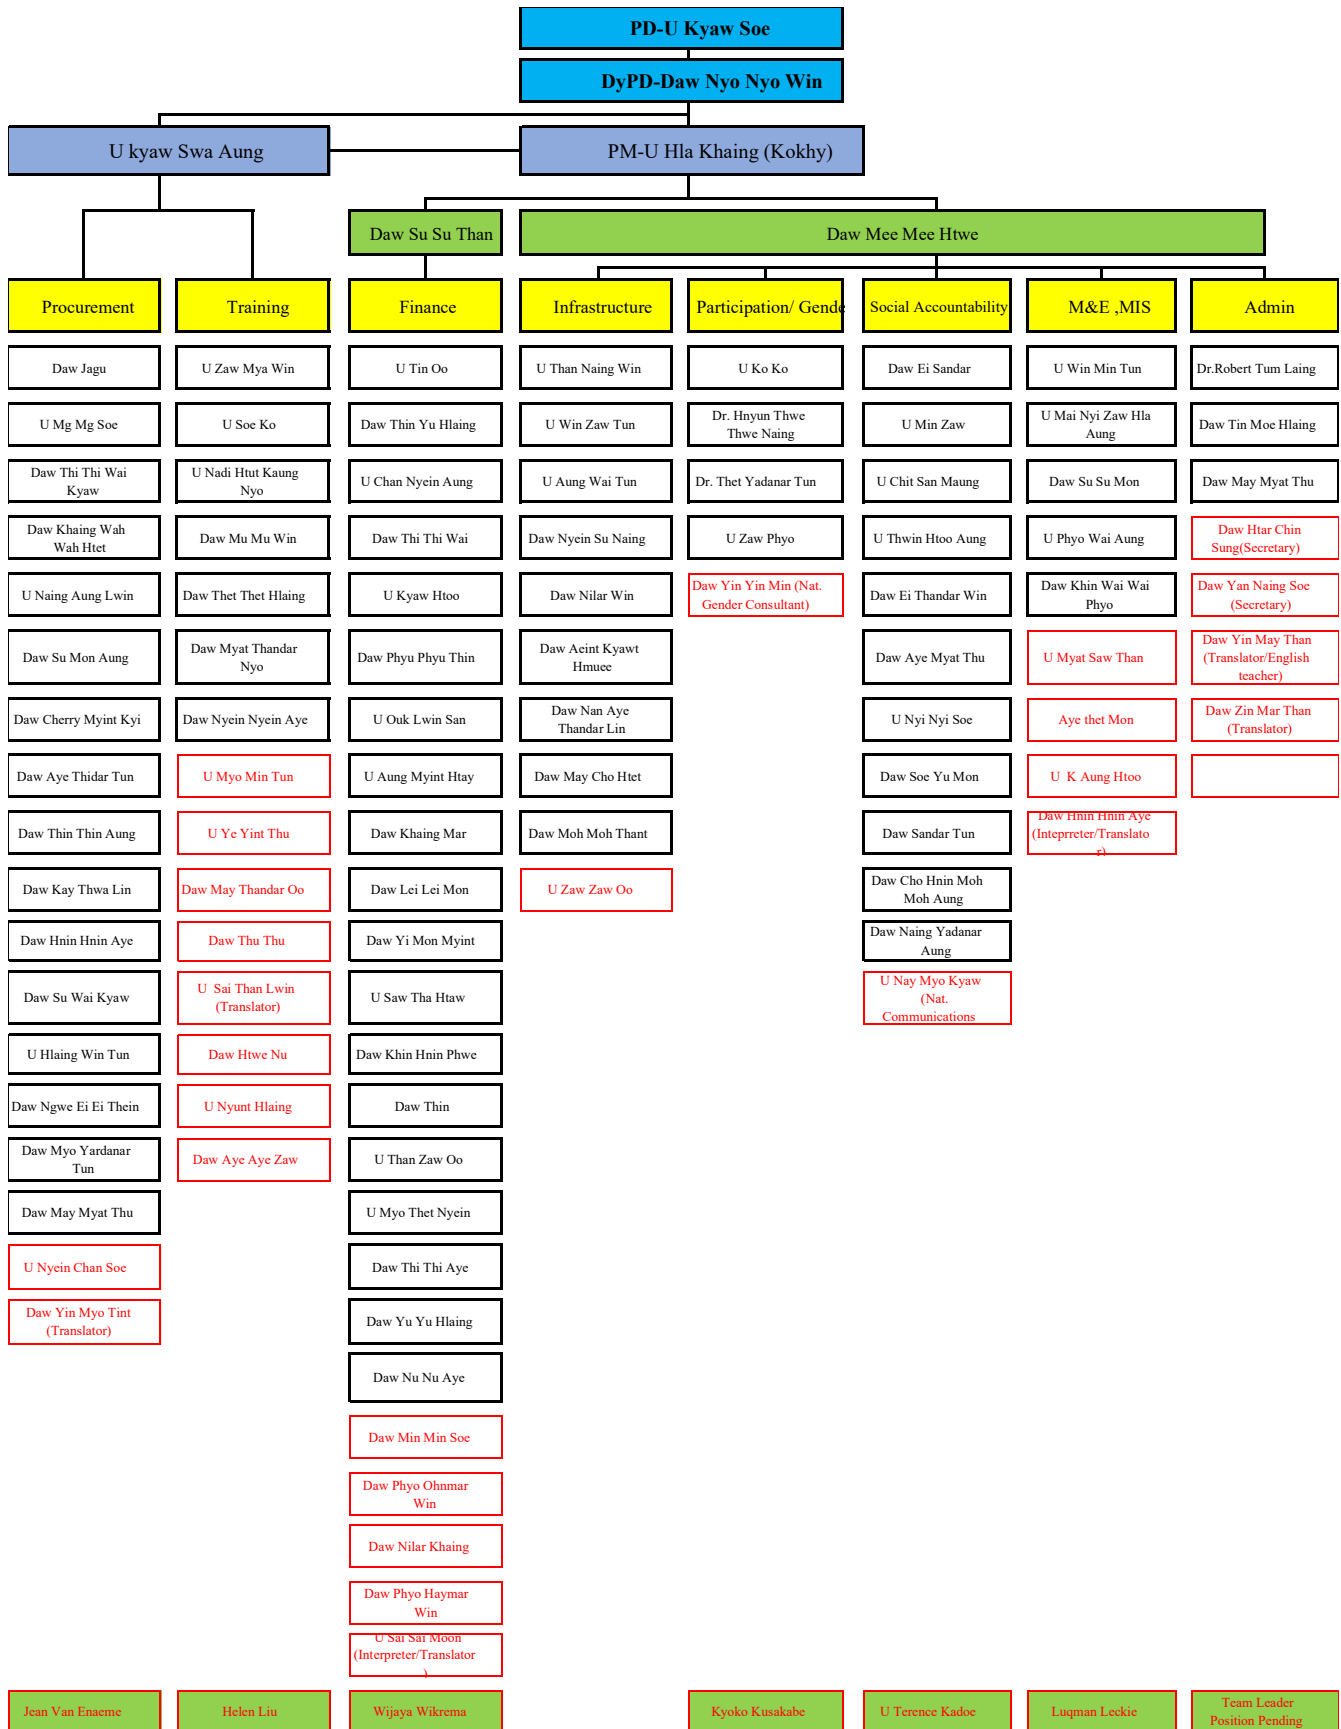 PD-U Kyaw Soe
DyPD-Daw Nyo Nyo Win
U kyaw Swa Aung
PM-U Hla Khaing (Kokhy)
Daw Su Su Than
Daw Mee Mee Htwe
Procurement
Training
Finance
Infrastructure
Participation/ Gende
Social Accountability
M&E ,MIS
Admin
Daw Jagu
U Mg Mg Soe
Daw Thi Thi Wai
Kyaw
Daw Khaing Wah
Wah Htet
U Naing Aung Lwin
Daw Su Mon Aung
Daw Cherry Myint Kyi
Daw Aye Thidar Tun
Daw Thin Thin Aung
Daw Kay Thwa Lin
Daw Hnin Hnin Aye
Daw Su Wai Kyaw
U Hlaing Win Tun
Daw Ngwe Ei Ei Thein
Daw Myo Yardanar
Tun
Daw May Myat Thu
U Nyein Chan Soe
Daw Yin Myo Tint
(Translator)
Jean Van Enaeme
U Zaw Mya Win
U Soe Ko
U Nadi Htut Kaung
Nyo
Daw Mu Mu Win
Daw Thet Thet Hlaing
Daw Myat Thandar
Nyo
Daw Nyein Nyein Aye
U Myo Min Tun
U Ye Yint Thu
Daw May Thandar Oo
Daw Thu Thu
U  Sai Than Lwin
(Translator)
Daw Htwe Nu
U Nyunt Hlaing
Daw Aye Aye Zaw
Helen Liu
U Tin Oo
Daw Thin Yu Hlaing
U Chan Nyein Aung
Daw Thi Thi Wai
U Kyaw Htoo
Daw Phyu Phyu Thin
U Ouk Lwin San
U Aung Myint Htay
Daw Khaing Mar
Daw Lei Lei Mon
Daw Yi Mon Myint
U Saw Tha Htaw
Daw Khin Hnin Phwe
Daw Thin
U Than Zaw Oo
U Myo Thet Nyein
Daw Thi Thi Aye
Daw Yu Yu Hlaing
Daw Nu Nu Aye
Daw Min Min Soe
Daw Phyo Ohnmar
Win
Daw Nilar Khaing
Daw Phyo Haymar
Win
U Sai Sai Moon
(Interpreter/Translator
)
Wijaya Wikrema
U Than Naing Win
U Win Zaw Tun
U Aung Wai Tun
Daw Nyein Su Naing
Daw Nilar Win
Daw Aeint Kyawt
Hmuee
Daw Nan Aye
Thandar Lin
Daw May Cho Htet
Daw Moh Moh Thant
U Zaw Zaw Oo
U Ko Ko
Dr. Hnyun Thwe
Thwe Naing
Dr. Thet Yadanar Tun
U Zaw Phyo
Daw Yin Yin Min (Nat.
Gender Consultant)
Kyoko Kusakabe
Daw Ei Sandar
U Min Zaw
U Chit San Maung
U Thwin Htoo Aung
Daw Ei Thandar Win
Daw Aye Myat Thu
U Nyi Nyi Soe
Daw Soe Yu Mon
Daw Sandar Tun
Daw Cho Hnin Moh
Moh Aung
Daw Naing Yadanar
Aung
U Nay Myo Kyaw
(Nat.
Communications
U Terence Kadoe
U Win Min Tun
U Mai Nyi Zaw Hla
Aung
Daw Su Su Mon
U Phyo Wai Aung
Daw Khin Wai Wai
Phyo
U Myat Saw Than
Aye thet Mon
U  K Aung Htoo
Daw Hnin Hnin Aye
(Inteprreter/Translato
r)
Luqman Leckie
Dr.Robert Tum Laing
Daw Tin Moe Hlaing
Daw May Myat Thu
Daw Htar Chin
Sung(Secretary)
Daw Yan Naing Soe
(Secretary)
Daw Yin May Than
(Translator/English
teacher)
Daw Zin Mar Than
(Translator)
Team Leader
Position Pending